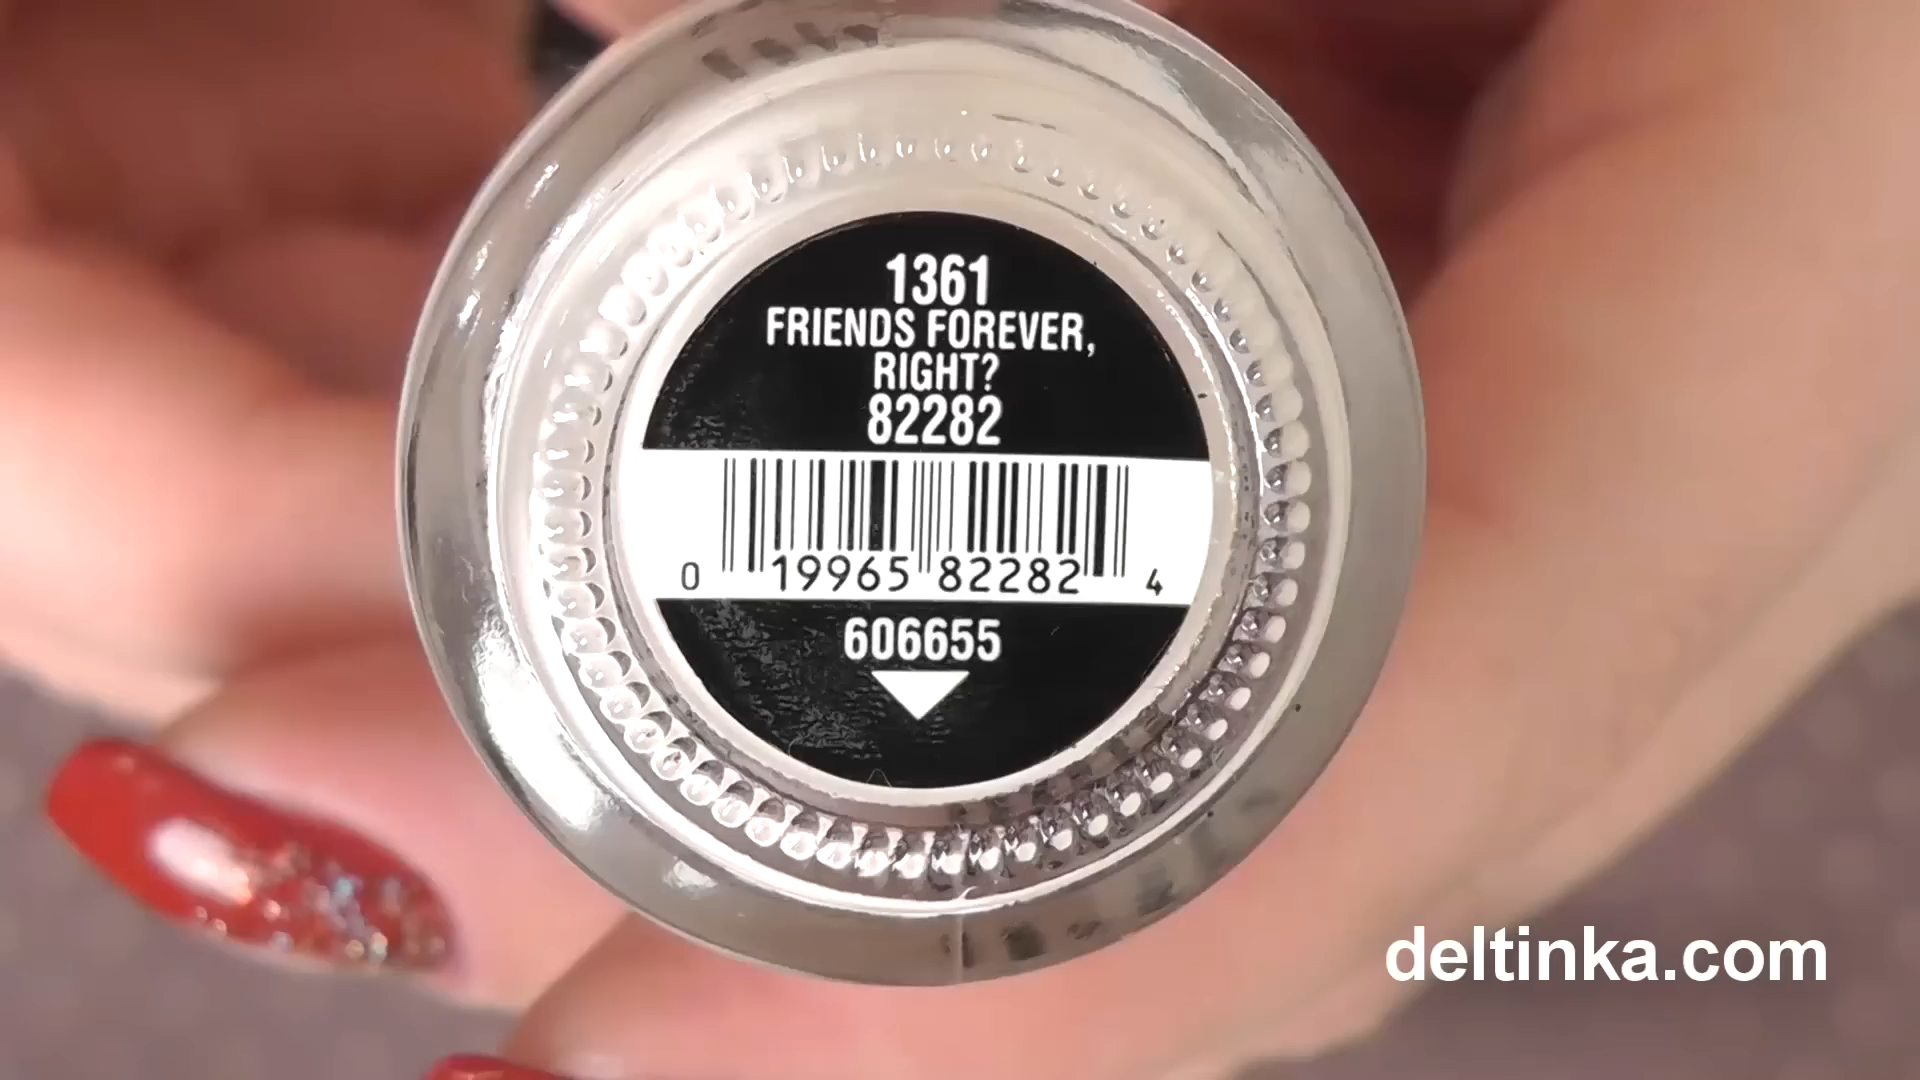 1361
FRIENDS FOREVER,
RIGHT?
82282
0 19965 82282 4
606655
deltinka.com